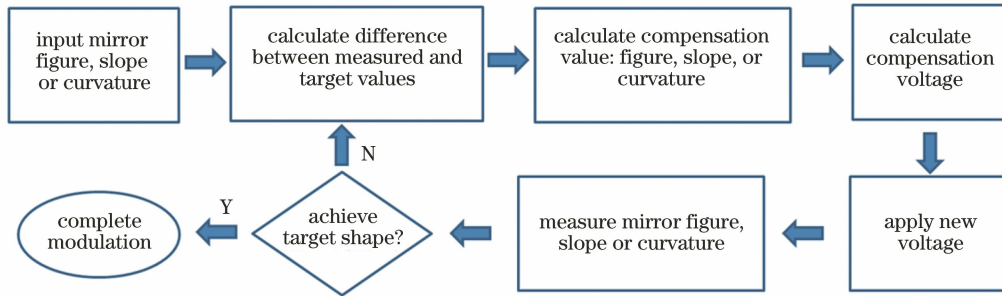 input mirror
figure, slope
or curvature
calculate difference
between measured and
target values
calculate compensation
value: figure, slope, or
curvature
calculate
compensation
voltage
apply new
voltage
measure mirror figure,
slope or curvature
achieve
target shape?
N
Y
complete
modulation